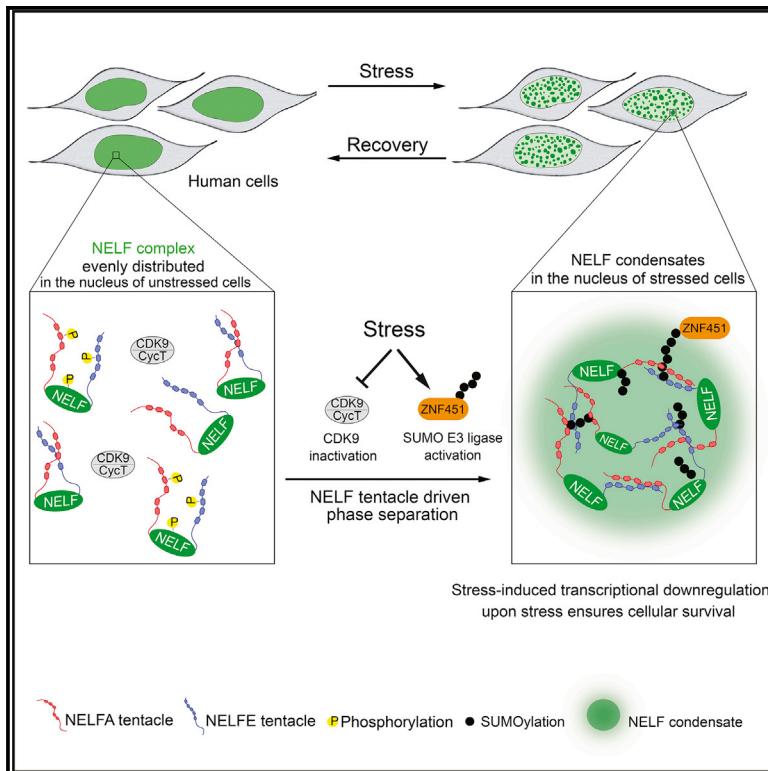 Stress
Recovery
Human cells
NELF complex
evenly distributed
in the nucleus of unstressed cells
NELF condensates
in the nucleus of stressed cells
P
P
P
NELF
CDK9
CycT
NELF
NELF
NELF
CDK9
CycT
P
P
P
NELF
Stress
CDK9
CycT
ZNF451
CDK9
inactivation
SUMO E3 ligase
activation
NELF tentacle driven
phase separation
ZNF451
NELF
NELF
NELF
NELF
NELF
Stress-induced transcriptional downregulation
upon stress ensures cellular survival
NELFA tentacle
NELFE tentacle
P Phosphorylation
SUMOylation
NELF condensate